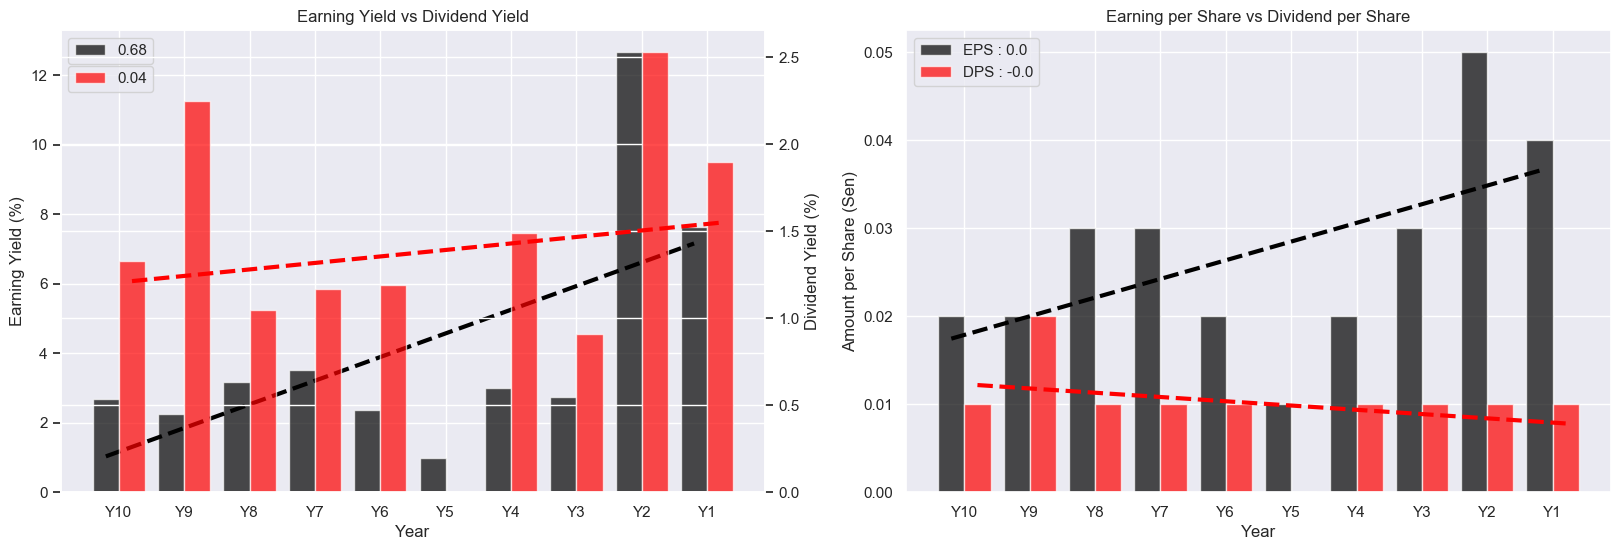 Earning Yield vs Dividend Yield
0.68
0.04
12
10
8
6
4
2
0
Earning Yield (%)
2.5
2.0
1.5
1.0
0.5
0.0
Dividend Yield (%)
Y10 Y9 Y8 Y7 Y6 Y5 Y4 Y3 Y2 Y1
Year
Earning per Share vs Dividend per Share
EPS : 0.0
DPS : -0.0
0.05
0.04
0.03
0.02
0.01
0.00
Amount per Share (Sen)
Y10 Y9 Y8 Y7 Y6 Y5 Y4 Y3 Y2 Y1
Year